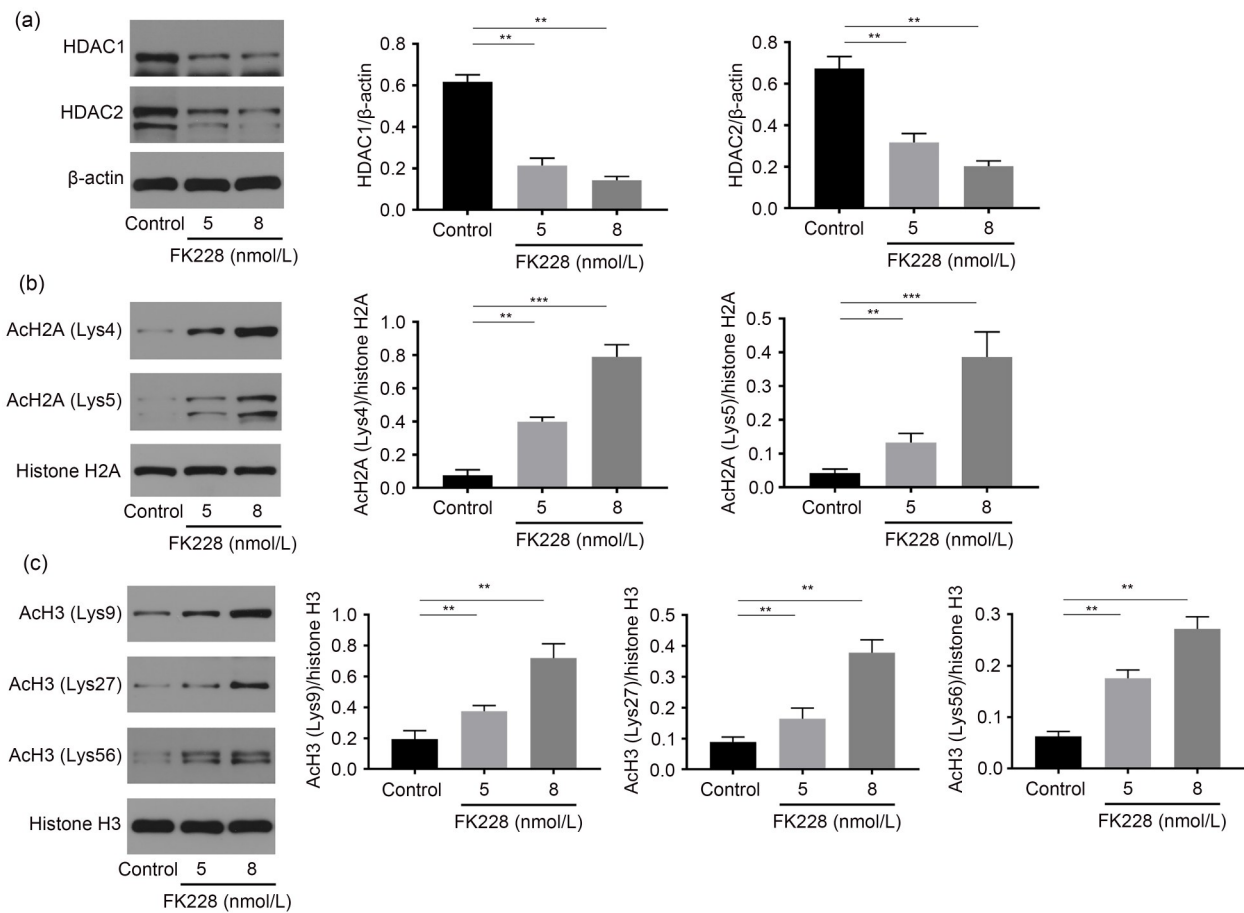 (a)
HDAC1
HDAC2
β-actin
Control 5 8
FK228 (nmol/L)
HDAC1/β-actin
0.8
0.6
0.4
0.2
0.0
**
**
Control 5 8
FK228 (nmol/L)
HDAC2/β-actin
0.8
0.6
0.4
0.2
0.0
**
**
Control 5 8
FK228 (nmol/L)
(b)
AcH2A (Lys4)
AcH2A (Lys5)
Histone H2A
Control 5 8
FK228 (nmol/L)
AcH2A (Lys4)/histone H2A
1.0
0.8
0.6
0.4
0.2
0.0
***
**
Control 5 8
FK228 (nmol/L)
AcH2A (Lys5)/histone H2A
0.5
0.4
0.3
0.2
0.1
0.0
***
**
Control 5 8
FK228 (nmol/L)
(c)
AcH3 (Lys9)
AcH3 (Lys27)
AcH3 (Lys56)
Histone H3
Control 5 8
FK228 (nmol/L)
AcH3 (Lys9)/histone H3
1.0
0.8
0.6
0.4
0.2
0.0
**
**
Control 5 8
FK228 (nmol/L)
AcH3 (Lys27)/histone H3
0.5
0.4
0.3
0.2
0.1
0.0
**
**
Control 5 8
FK228 (nmol/L)
AcH3 (Lys56)/histone H3
0.3
0.2
0.1
0.0
**
**
Control 5 8
FK228 (nmol/L)